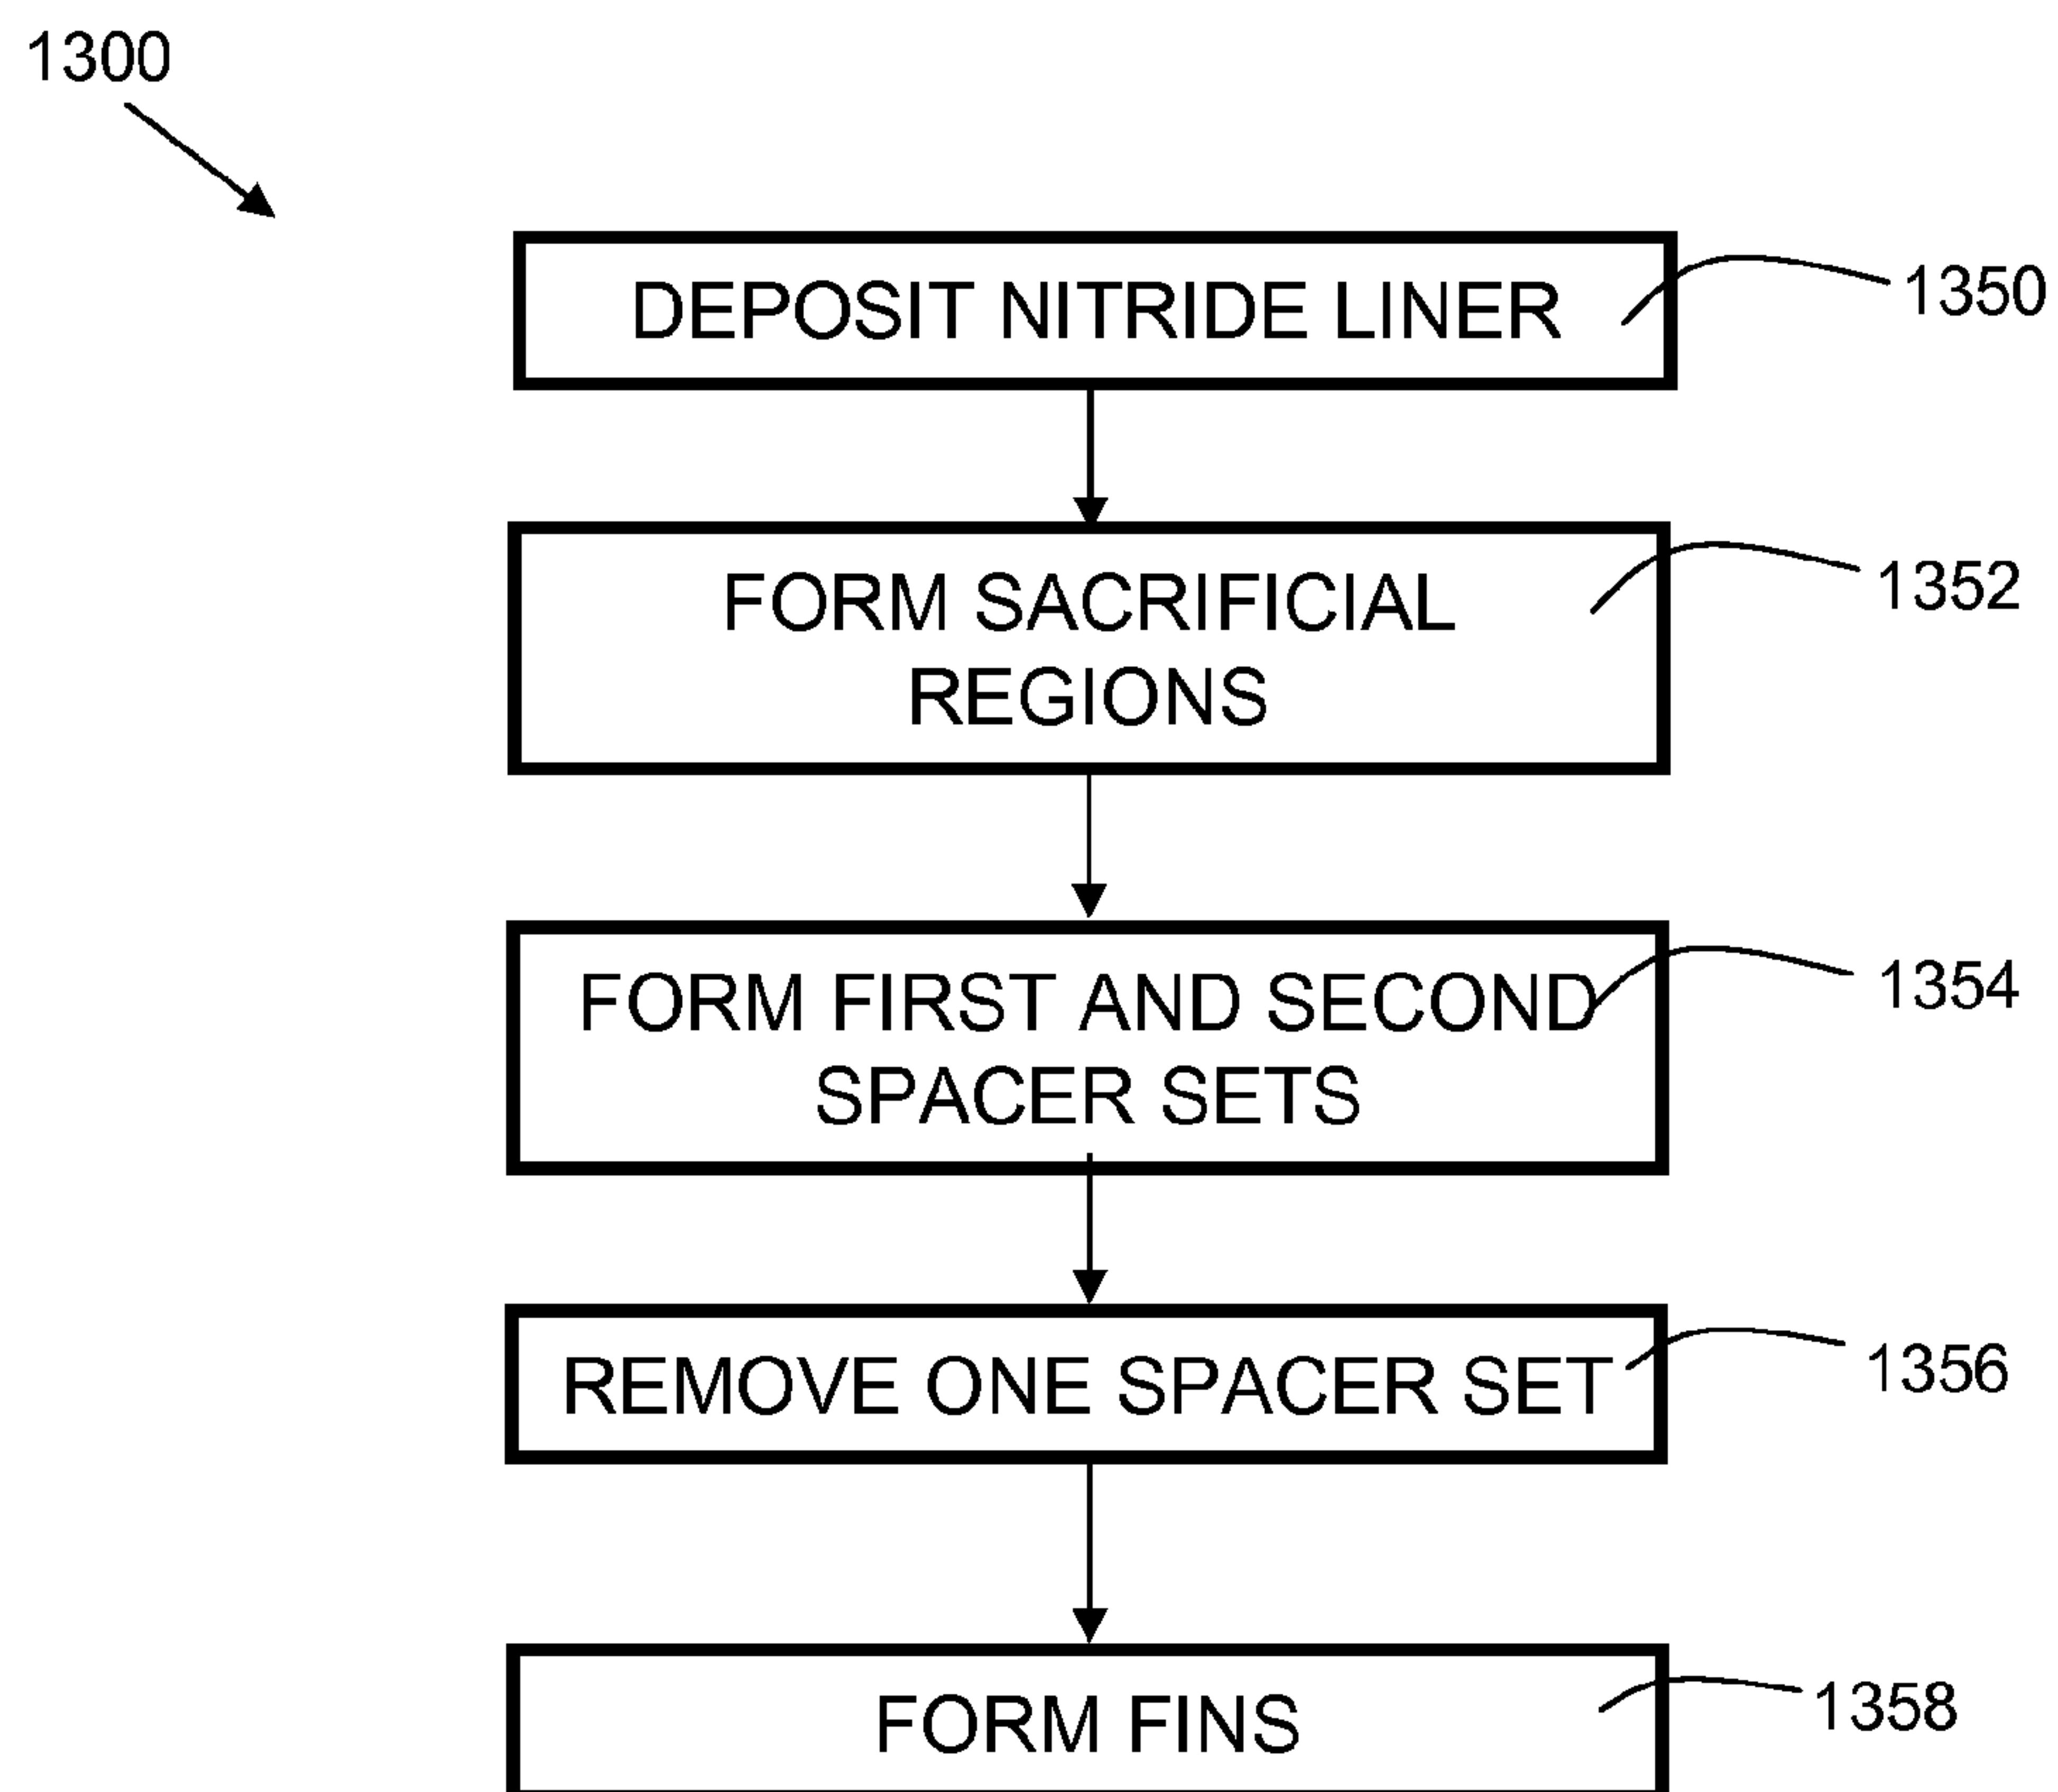 1300
DEPOSIT NITRIDE LINER
1350
FORM SACRIFICIAL
REGIONS
1352
FORM FIRST AND SECOND
SPACER SETS
1354
REMOVE ONE SPACER SET
1356
FORM FINS
1358